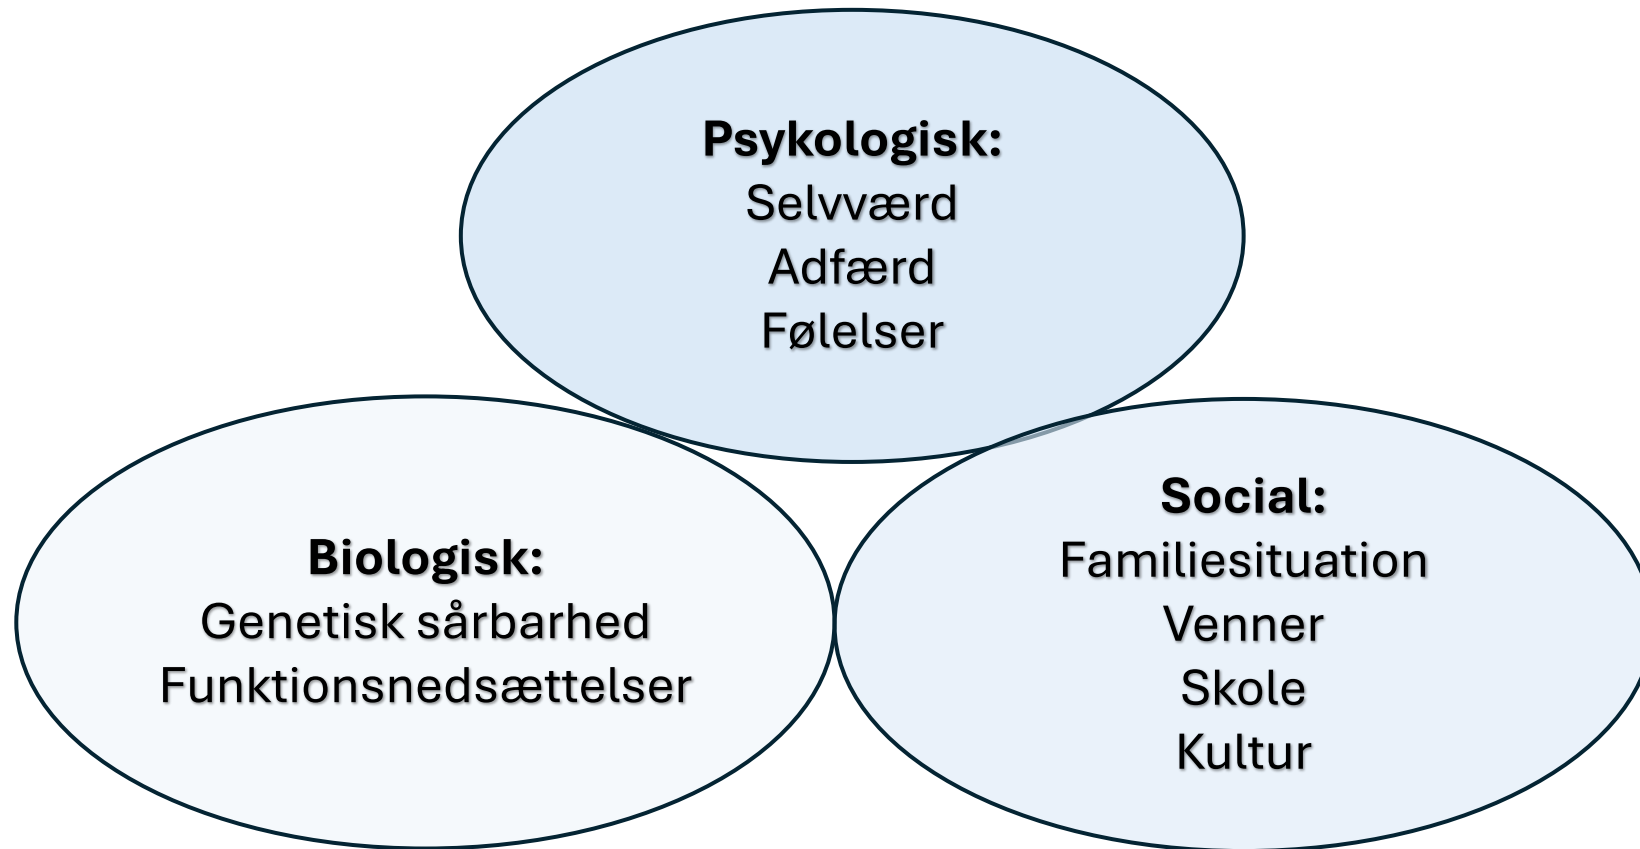 Psykologisk:
Selvværd
Adfærd
Følelser
Biologisk:
Genetisk sårbarhed
Funktionsnedsættelser
Social:
Familiesituation
Venner
Skole
Kultur